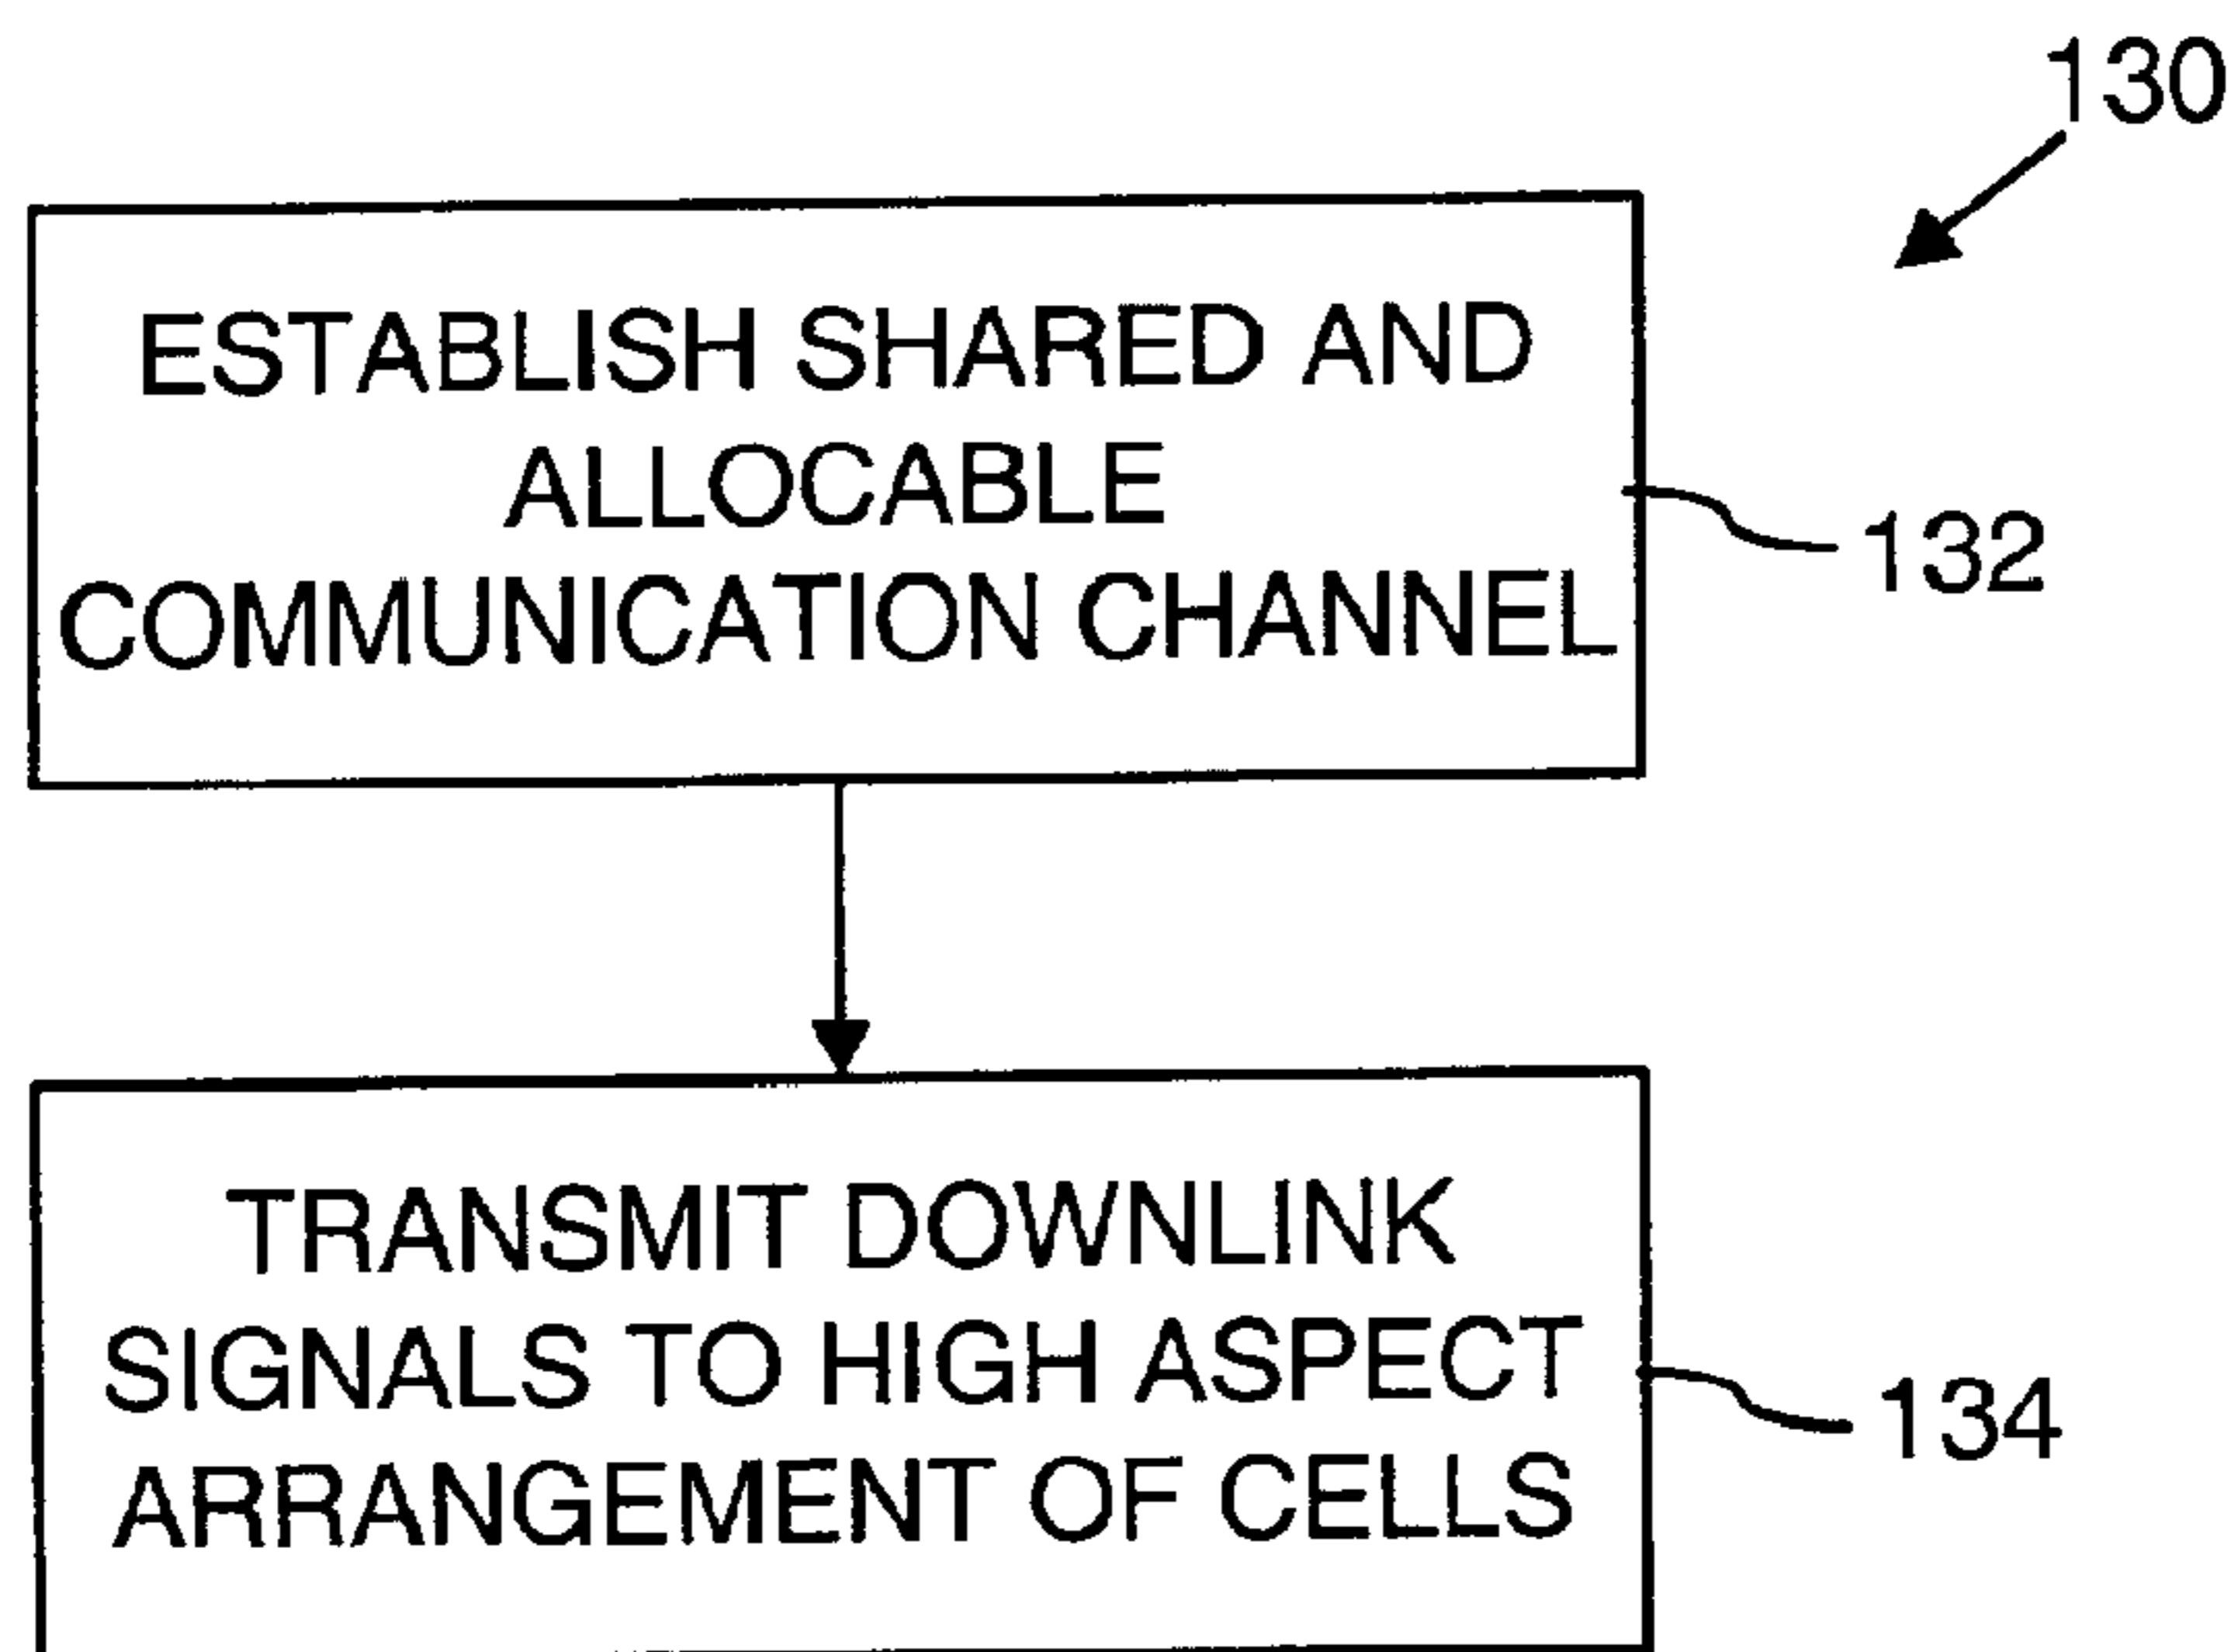 130
ESTABLISH SHARED AND
ALLOCABLE
COMMUNICATION CHANNEL
132
TRANSMIT DOWNLINK
SIGNALS TO HIGH ASPECT
ARRANGEMENT OF CELLS
134